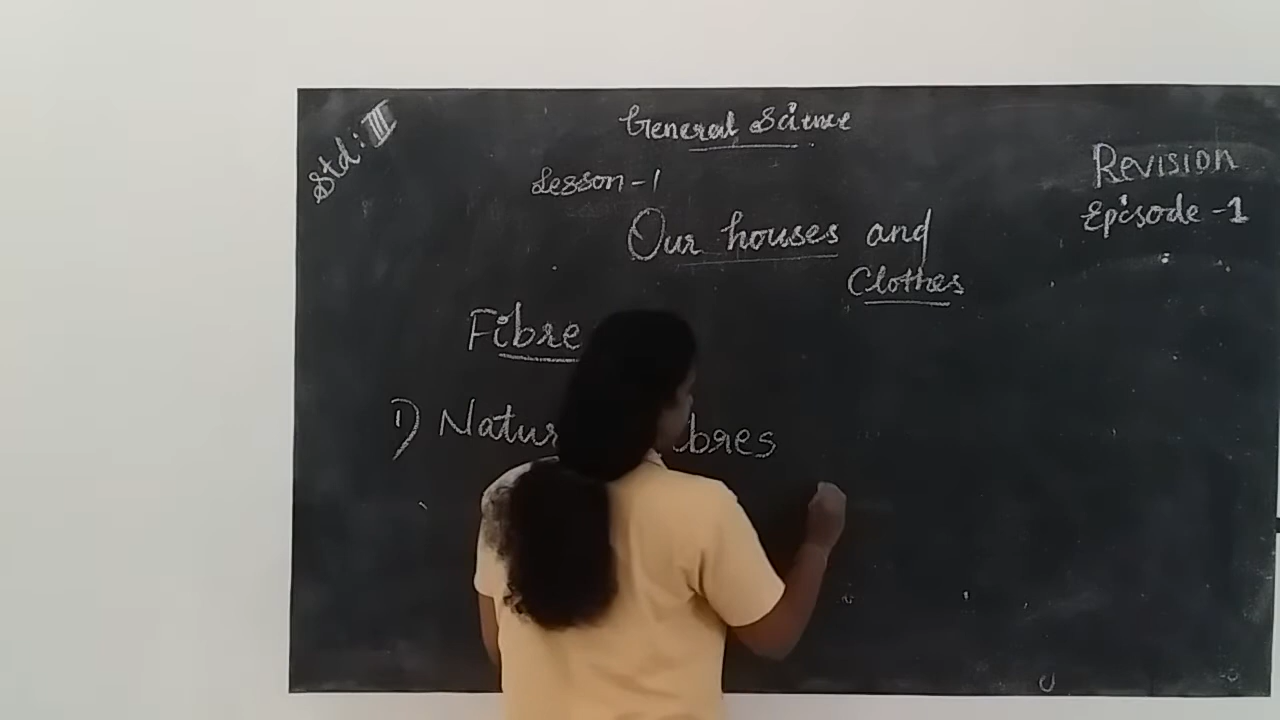 Std: III
General Science
Revision
Episode -1
Lesson -1
Our houses and
Clothes
Fibre
1) Natur bres